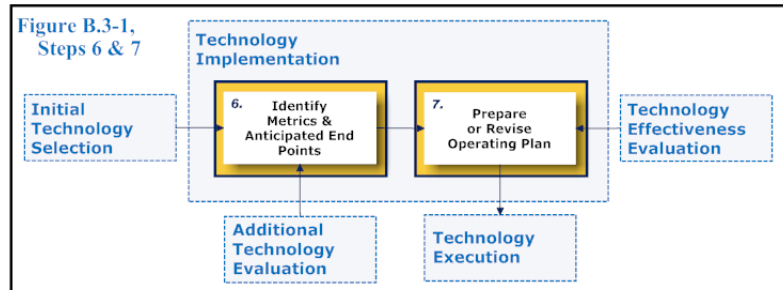 Figure B.3-1,
Steps 6 & 7
Technology
Implementation
Initial
Technology
Selection
6.
Identify
Metrics &
Anticipated End
Points
7.
Prepare
or Revise
Operating Plan
Technology
Effectiveness
Evaluation
Additional
Technology
Evaluation
Technology
Execution